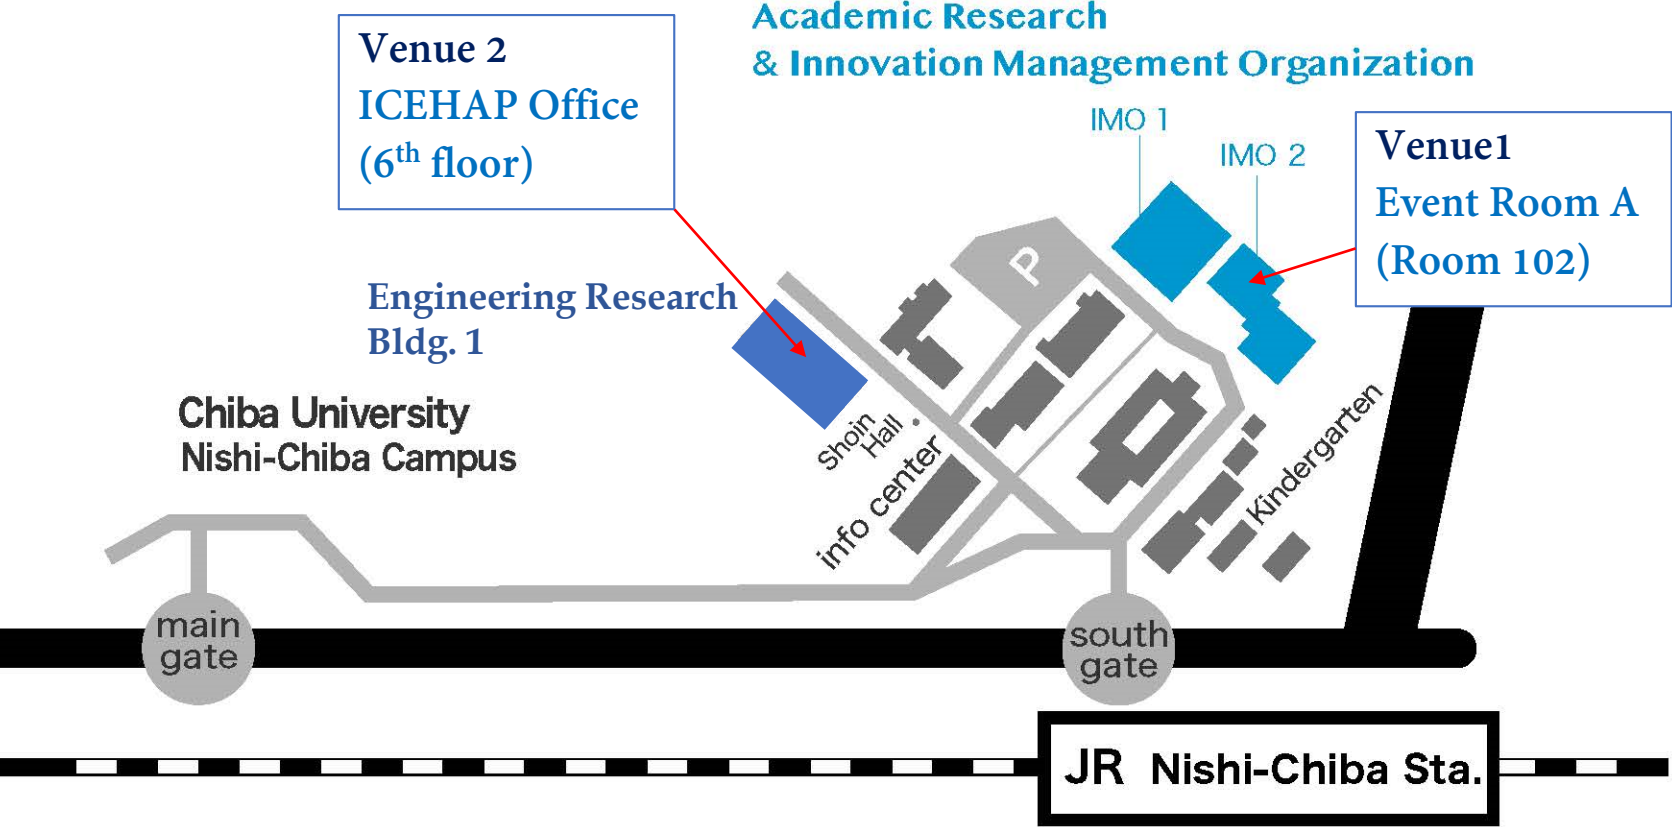 Academic Research
& Innovation Management Organization
Venue 2
ICEHAP Office
(6th floor)
IMO 1
IMO 2
Venue1
Event Room A
(Room 102)
P
Engineering Research
Bldg. 1
Chiba University
Nishi-Chiba Campus
Shoin
Hall
info center
Kindergarten
main
gate
south
gate
JR Nishi-Chiba Sta.